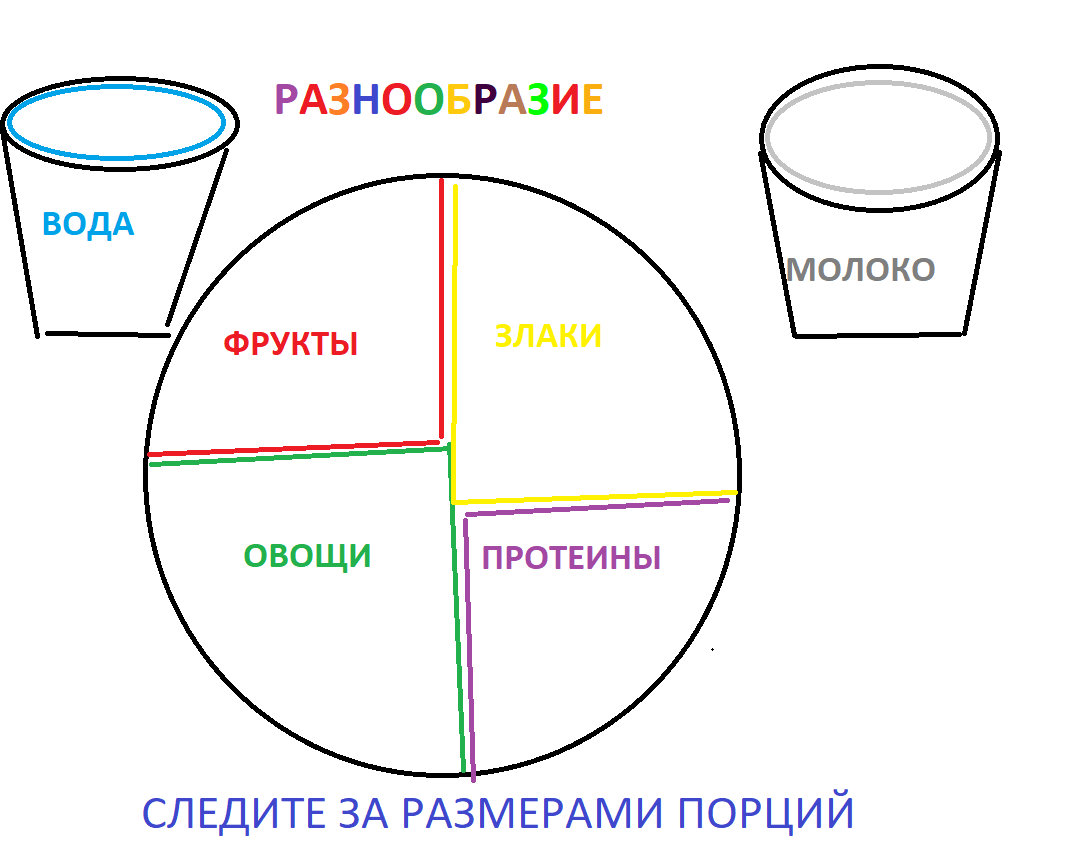 РАЗНООБРАЗИЕ
ВОДА
МОЛОКО
ФРУКТЫ
ЗЛАКИ
ОВОЩИ
ПРОТЕИНЫ
СЛЕДИТЕ ЗА РАЗМЕРАМИ ПОРЦИЙ